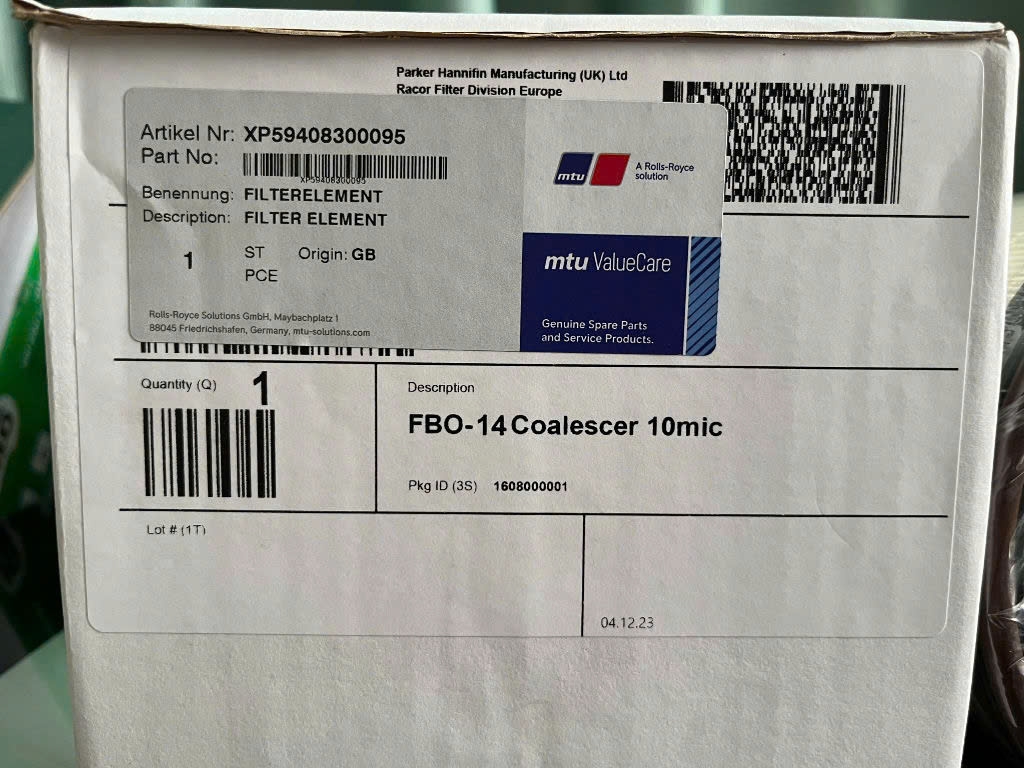 Parker Hannifin Manufacturing (UK) Ltd
Racor Filter Division Europe
Artikel Nr: XP59408300095
Part No:
XP59408300095
Benennung: FILTERELEMENT
Description: FILTER ELEMENT
1 ST Origin: GB
PCE
Rolls-Royce Solutions GmbH, Maybachplatz 1
88045 Friedrichshafen, Germany, mtu-solutions.com
mtu
A Rolls-Royce
solution
mtu ValueCare
Genuine Spare Parts
and Service Products.
Quantity (Q) 1
Description
FBO-14 Coalescer 10mic
Pkg ID (3S) 1608000001
Lot # (1T)
04.12.23